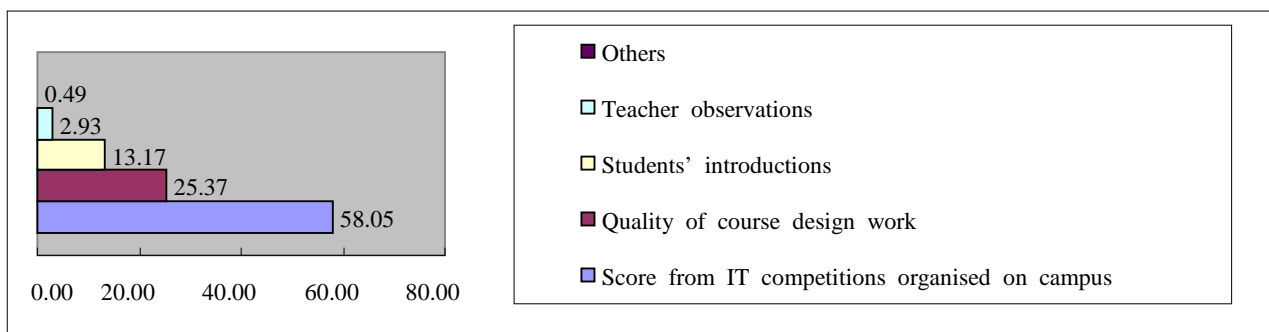 0.49
2.93
13.17
25.37
58.05
0.00 20.00 40.00 60.00 80.00
Others
Teacher observations
Students’ introductions
Quality of course design work
Score from IT competitions organised on campus